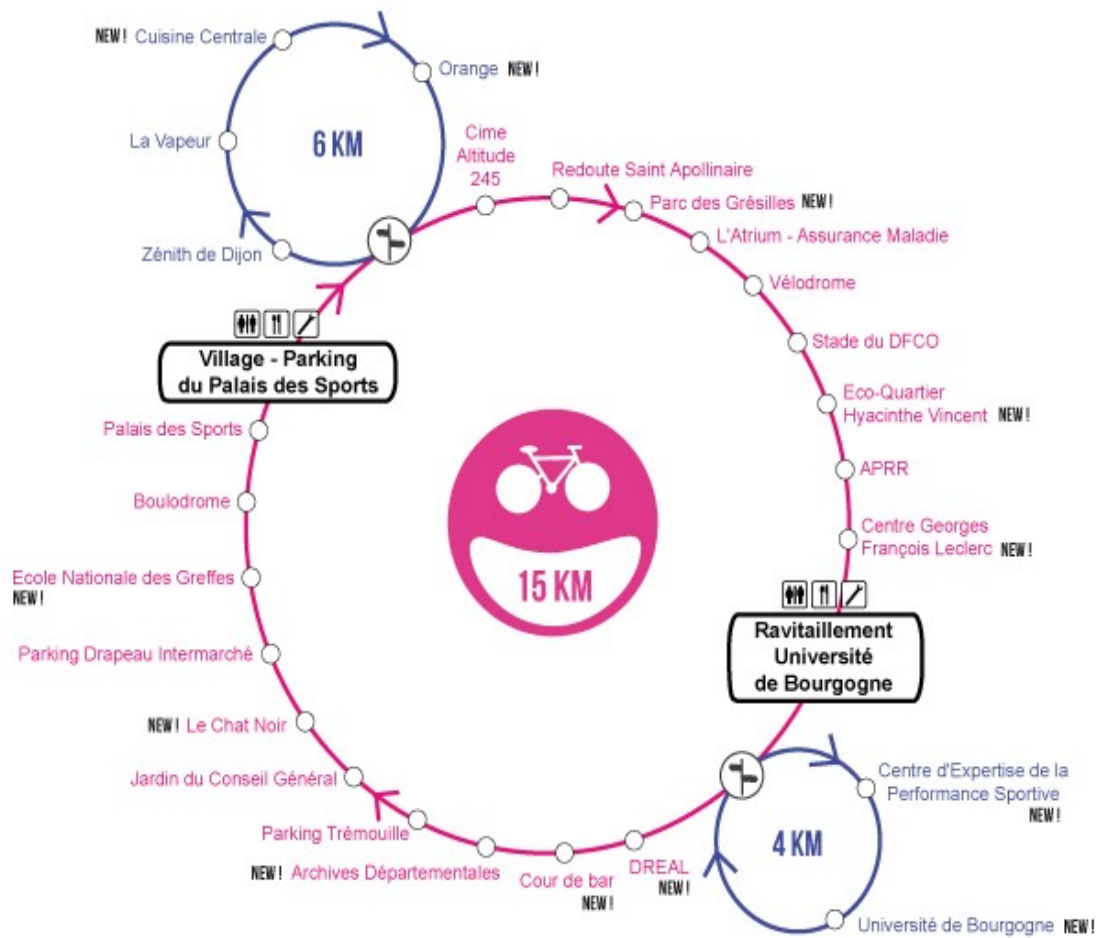 NEW! Cuisine Centrale
Orange NEW!
La Vapeur
6 KM
Zénith de Dijon
Cime
Altitude
245
Redoute Saint Apollinaire
Parc des Grésilles NEW!
L'Atrium - Assurance Maladie
Vélodrome
Stade du DFCO
Eco-Quartier
Hyacinthe Vincent NEW!
APRR
Centre Georges
François Leclerc NEW!
Village - Parking
du Palais des Sports
Palais des Sports
Boulodrome
Ecole Nationale des Greffes
NEW!
Parking Drapeau Intermarché
NEW! Le Chat Noir
Jardin du Conseil Général
Parking Trémouille
NEW! Archives Départementales
Cour de bar
NEW!
DREAL
NEW!
15 KM
Ravitaillement
Université
de Bourgogne
Centre d'Expertise de la
Performance Sportive
NEW!
4 KM
Université de Bourgogne NEW!